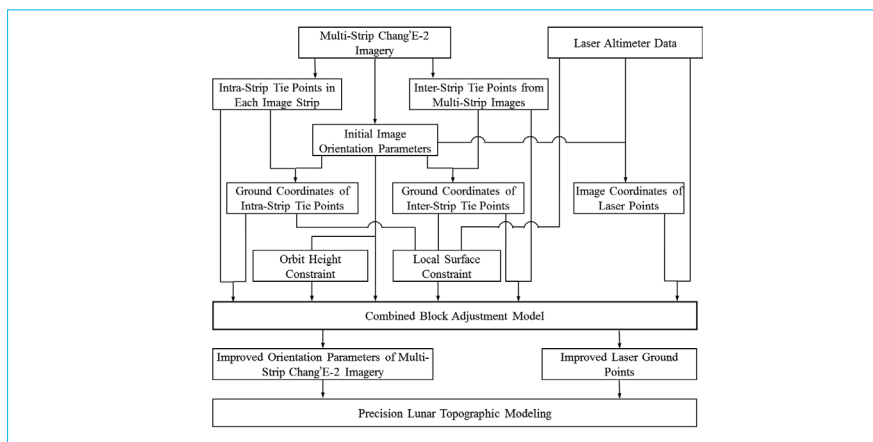 Multi-Strip Chang'E-2
Imagery
Laser Altimeter Data
Intra-Strip Tie Points in
Each Image Strip
Inter-Strip Tie Points from
Multi-Strip Images
Initial Image
Orientation Parameters
Ground Coordinates of
Intra-Strip Tie Points
Ground Coordinates of
Inter-Strip Tie Points
Image Coordinates of
Laser Points
Orbit Height
Constraint
Local Surface
Constraint
Combined Block Adjustment Model
Improved Orientation Parameters of Multi-
Strip Chang'E-2 Imagery
Improved Laser Ground
Points
Precision Lunar Topographic Modeling